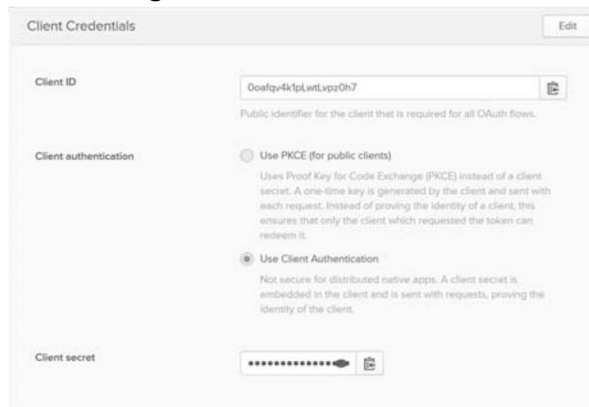 Client Credentials
Edit
Client ID
0oafqv4k1pLwtLvpz0h7
Public identifier for the client that is required for all OAuth flows.
Client authentication
Use PKCE (for public clients)
Uses Proof Key for Code Exchange (PKCE) instead of a client
secret. A one-time key is generated by the client and sent with
each request. Instead of proving the identity of a client, this
ensures that only the client which requested the token can
redeem it.
Use Client Authentication
Not secure for distributed native apps. A client secret is
embedded in the client and is sent with requests, proving the
identity of the client.
Client secret